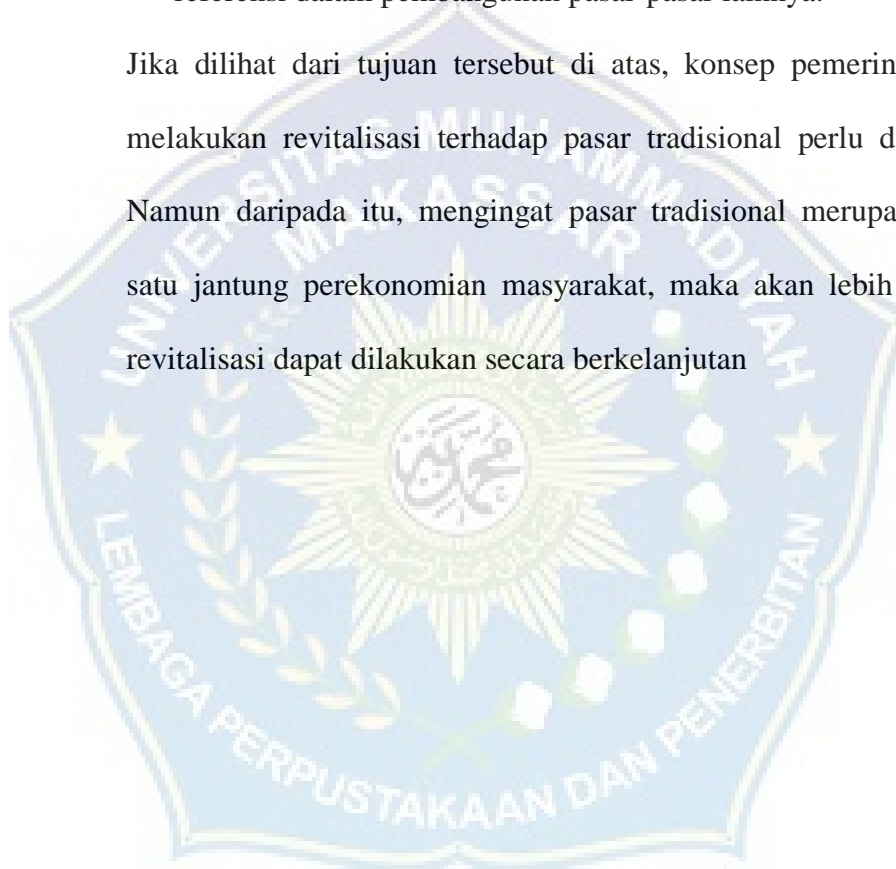 dalam pembangunan pasar-pasar lainnya.
Jika dilihat dari tujuan tersebut di atas, konsep pemerin
melakukan revitalisasi terhadap pasar tradisional perlu d
Namun daripada itu, mengingat pasar tradisional merupa
satu jantung perekonomian masyarakat, maka akan lebih
revitalisasi dapat dilakukan secara berkelanjutan
UNIVERSITAS MUHAMMADIYAH
MAKASSAR
محمد
LEMBAGA PERPUSTAKAAN DAN PENERBITAN